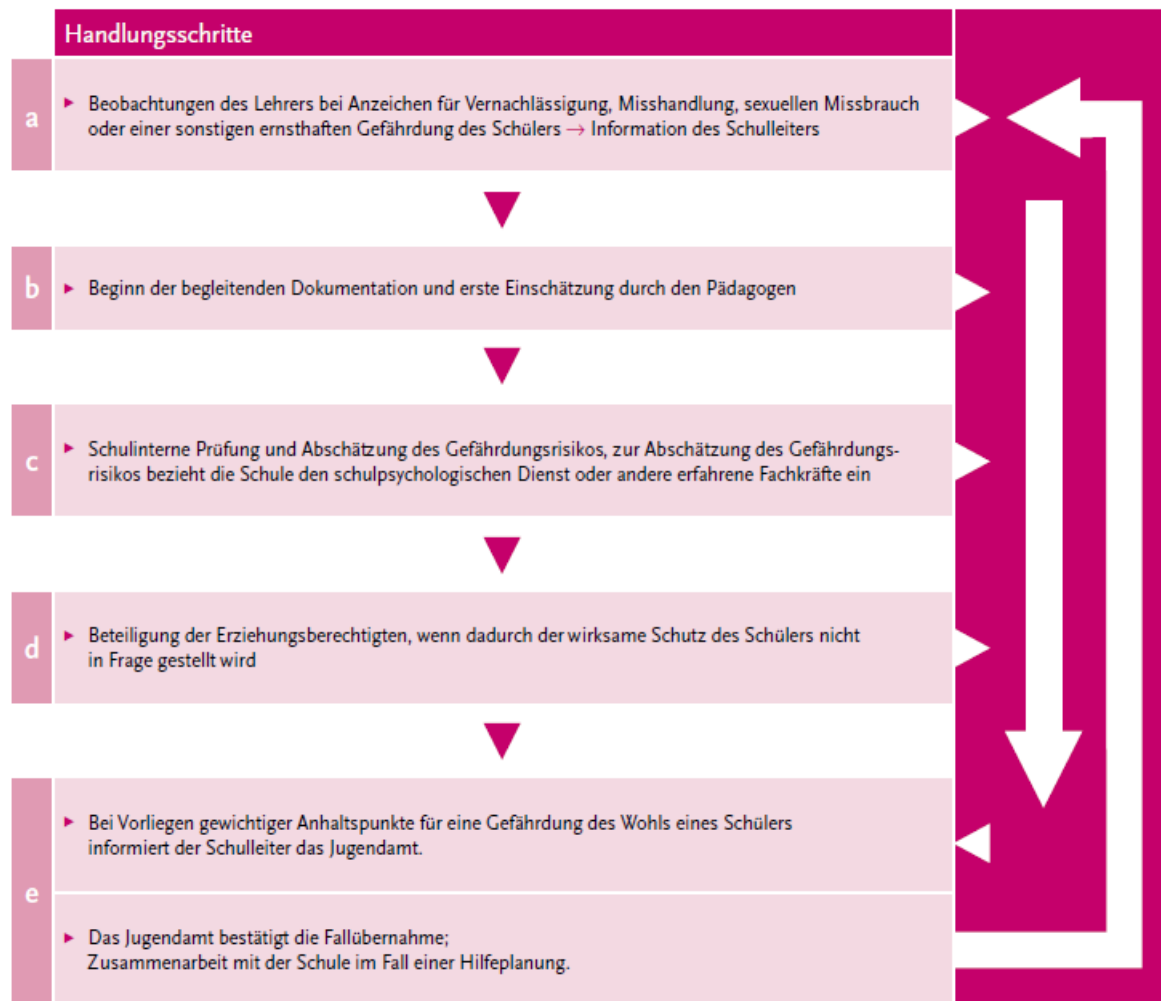 Handlungsschritte
a
▸ Beobachtungen des Lehrers bei Anzeichen für Vernachlässigung, Misshandlung, sexuellen Missbrauch
oder einer sonstigen ernsthaften Gefährdung des Schülers → Information des Schulleiters
b
▸ Beginn der begleitenden Dokumentation und erste Einschätzung durch den Pädagogen
c
▸ Schulinterne Prüfung und Abschätzung des Gefährdungsrisikos, zur Abschätzung des Gefährdungs-
risikos bezieht die Schule den schulpsychologischen Dienst oder andere erfahrene Fachkräfte ein
d
▸ Beteiligung der Erziehungsberechtigten, wenn dadurch der wirksame Schutz des Schülers nicht
in Frage gestellt wird
e
▸ Bei Vorliegen gewichtiger Anhaltspunkte für eine Gefährdung des Wohls eines Schülers
informiert der Schulleiter das Jugendamt.
▸ Das Jugendamt bestätigt die Fallübernahme;
Zusammenarbeit mit der Schule im Fall einer Hilfeplanung.